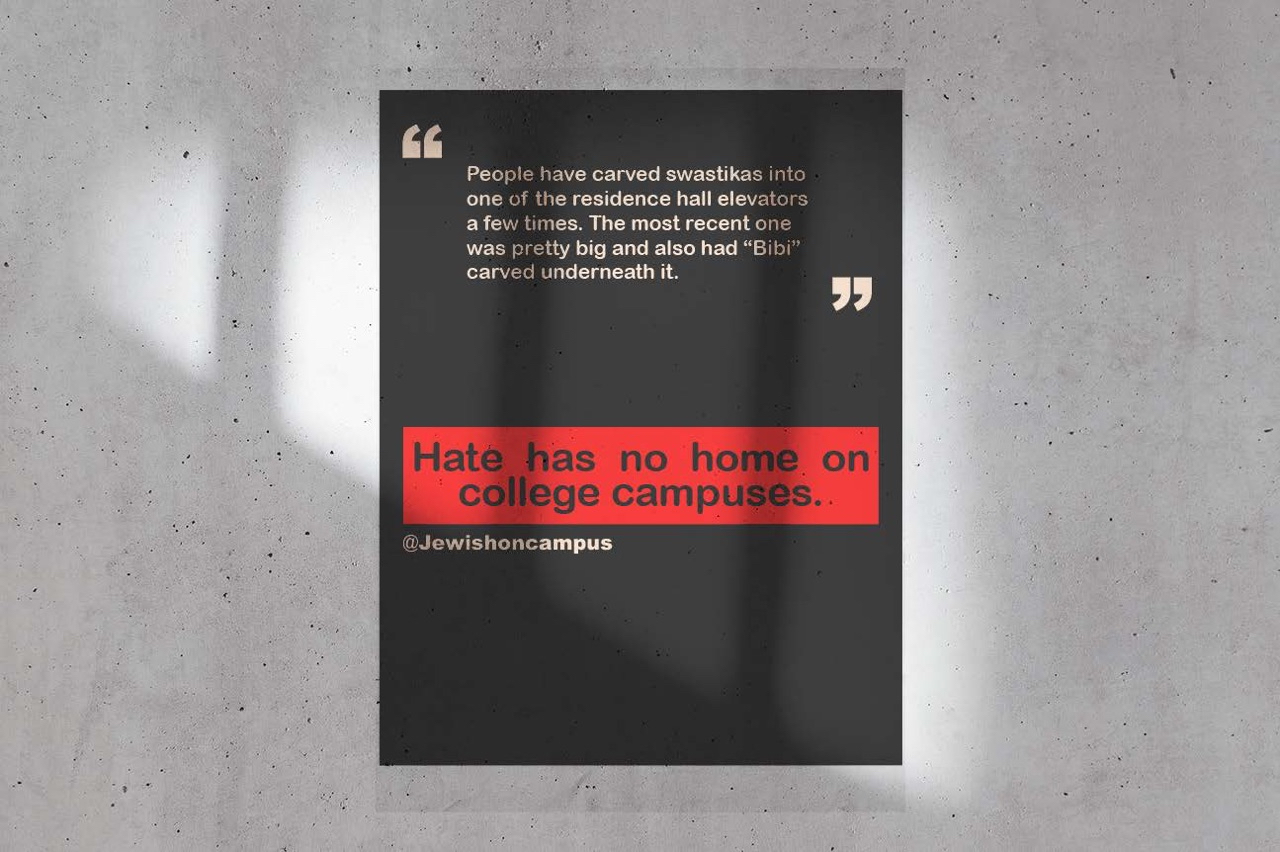 “
People have carved swastikas into
one of the residence hall elevators
a few times. The most recent one
was pretty big and also had “Bibi”
carved underneath it.
”
Hate has no home on
college campuses.
@Jewishoncampus